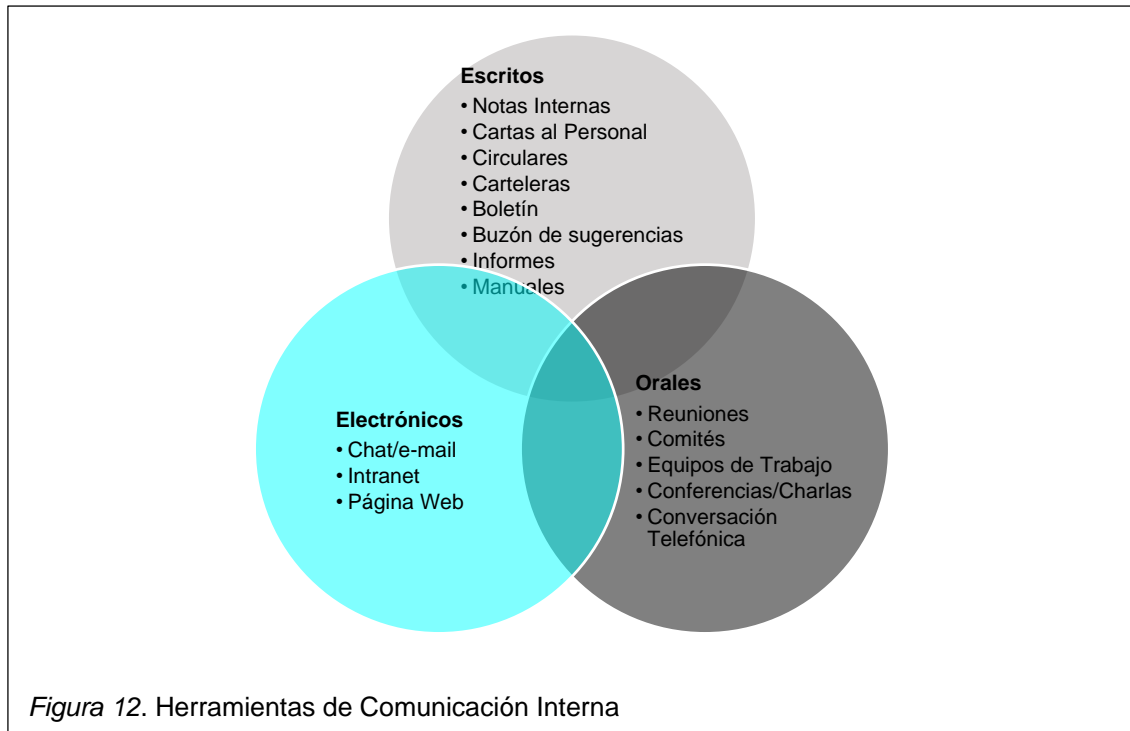 Escritos
• Notas Internas
• Cartas al Personal
• Circulares
• Carteleras
• Boletín
• Buzón de sugerencias
• Informes
• Manuales
Electrónicos
• Chat/e-mail
• Intranet
• Página Web
Orales
• Reuniones
• Comités
• Equipos de Trabajo
• Conferencias/Charlas
• Conversación
Telefónica
Figura 12. Herramientas de Comunicación Interna